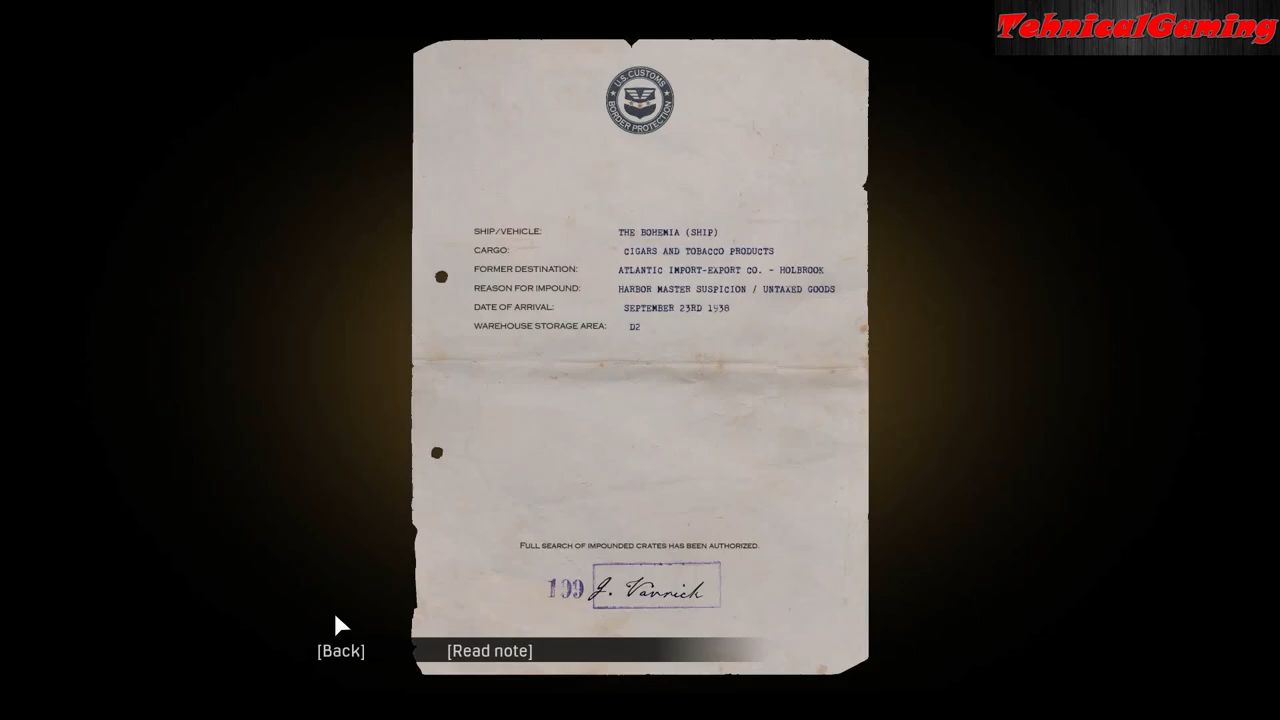 TehnicalGaming
U.S. CUSTOMS
BORDER PROTECTION
SHIP/VEHICLE: THE BOHEMIA (SHIP)
CARGO: CIGARS AND TOBACCO PRODUCTS
FORMER DESTINATION: ATLANTIC IMPORT-EXPORT CO. - HOLBROOK
REASON FOR IMPOUND: HARBOR MASTER SUSPICION / UNTAXED GOODS
DATE OF ARRIVAL: SEPTEMBER 23RD 1938
WAREHOUSE STORAGE AREA: D2
FULL SEARCH OF IMPOUNDED CRATES HAS BEEN AUTHORIZED.
109 J. Varrick
[Back] [Read note]